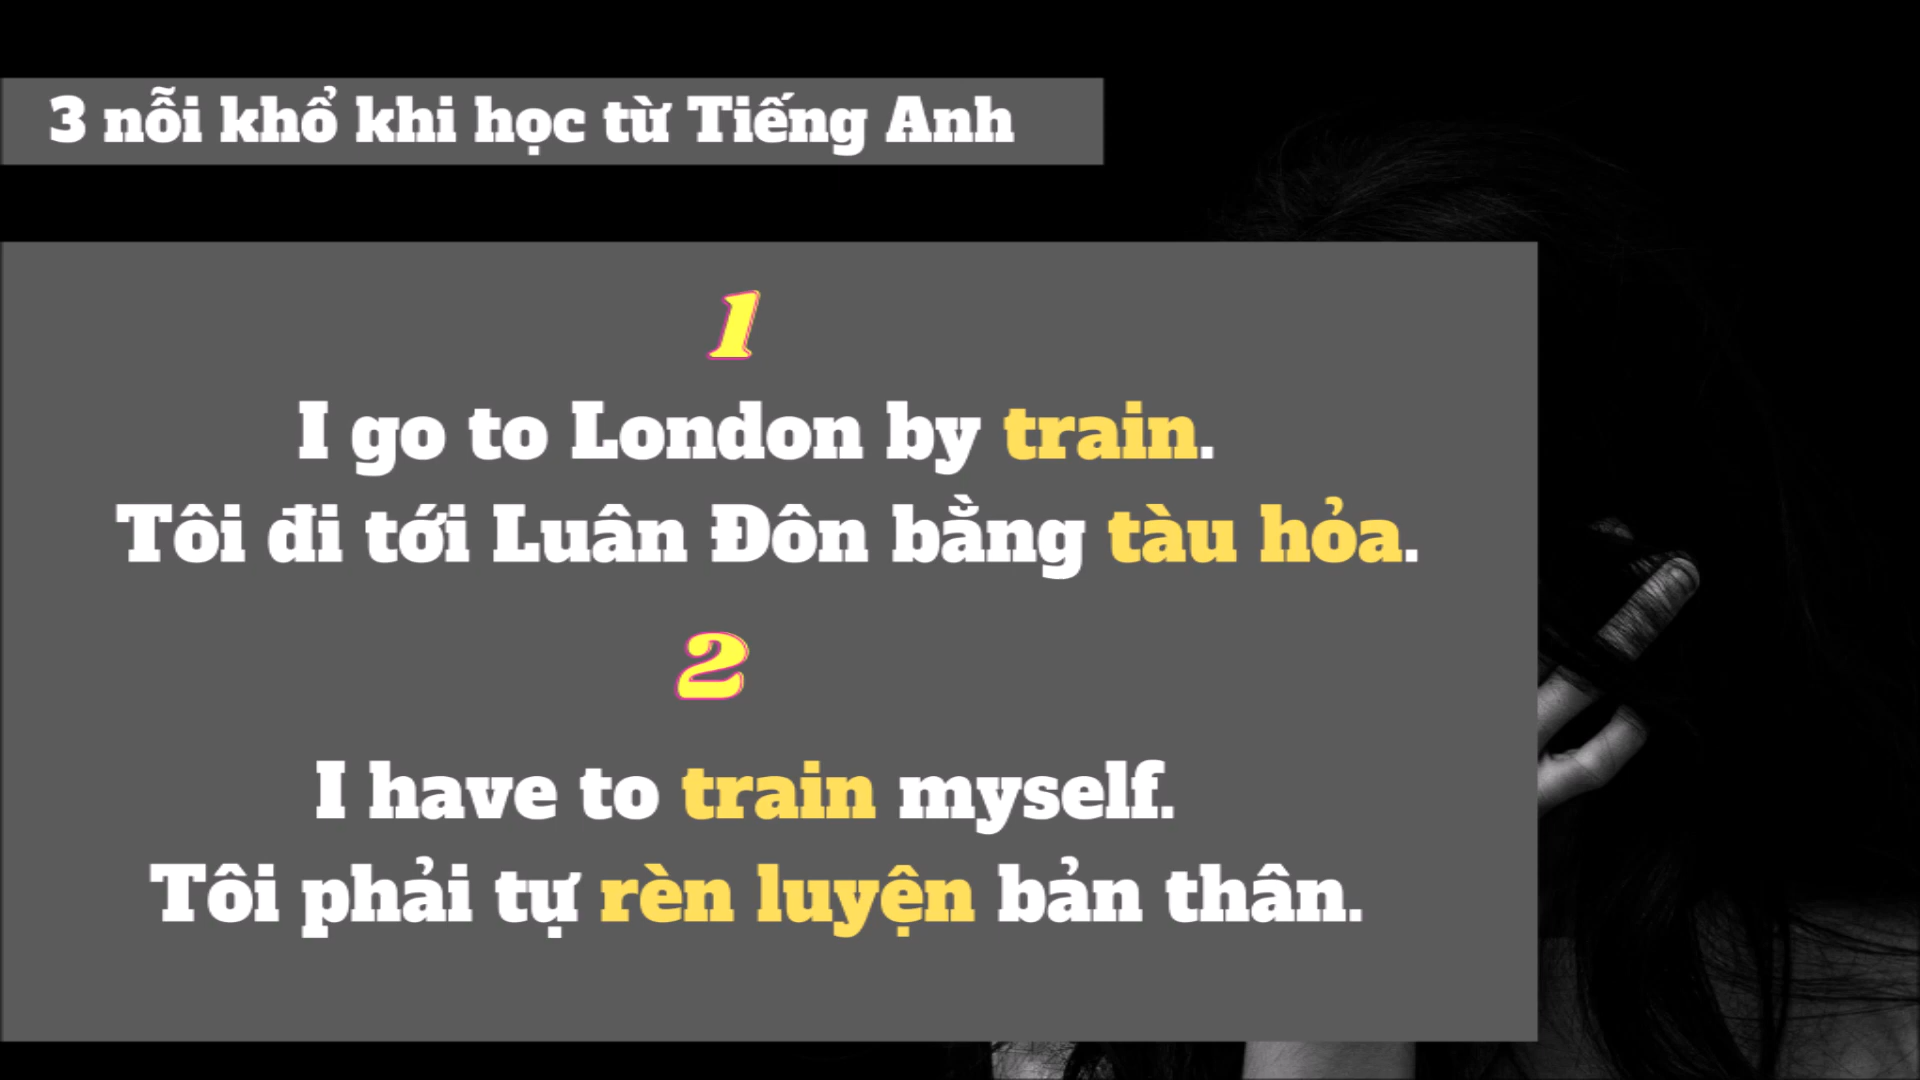 3 nỗi khổ khi học từ Tiếng Anh
1
I go to London by train.
Tôi đi tới Luân Đôn bằng tàu hỏa.
2
I have to train myself.
Tôi phải tự rèn luyện bản thân.